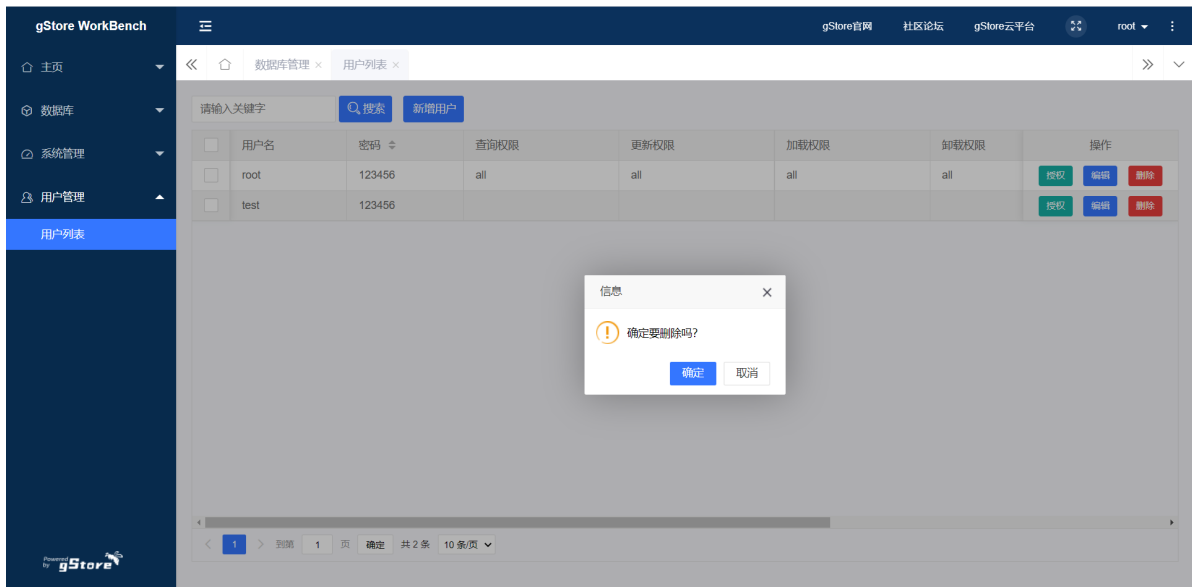 gStore WorkBench
gStore官网 社区论坛 gStore云平台 root
主页
数据库
系统管理
用户管理
用户列表
数据库管理 × 用户列表 ×
请输入关键字 搜索 新增用户
用户名 密码 查询权限 更新权限 加载权限 卸载权限 操作
root 123456 all all all all 授权 编辑 删除
test 123456 授权 编辑 删除
信息
确定要删除吗?
确定 取消
1 到第 1 页 确定 共 2 条 10 条/页
Powered by gStore